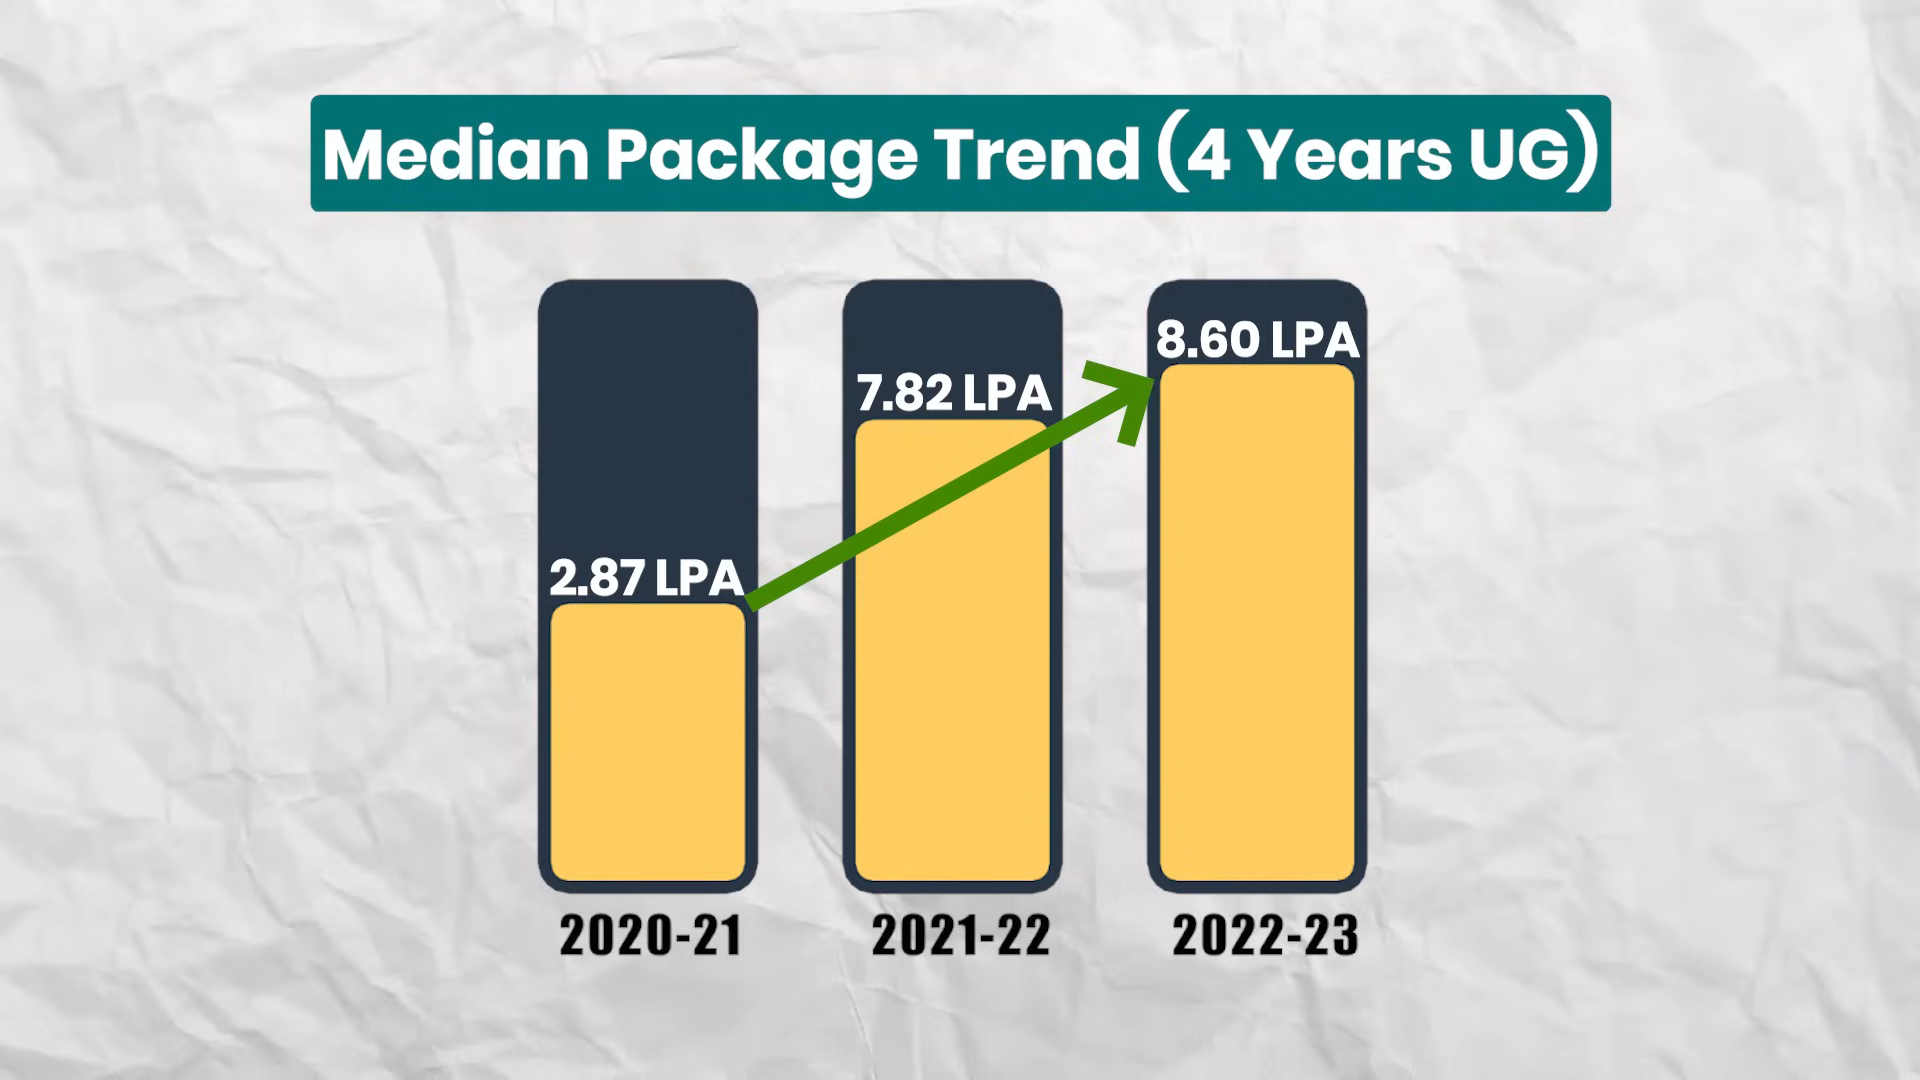 Median Package Trend (4 Years UG)
2.87 LPA
7.82 LPA
8.60 LPA
2020-21
2021-22
2022-23